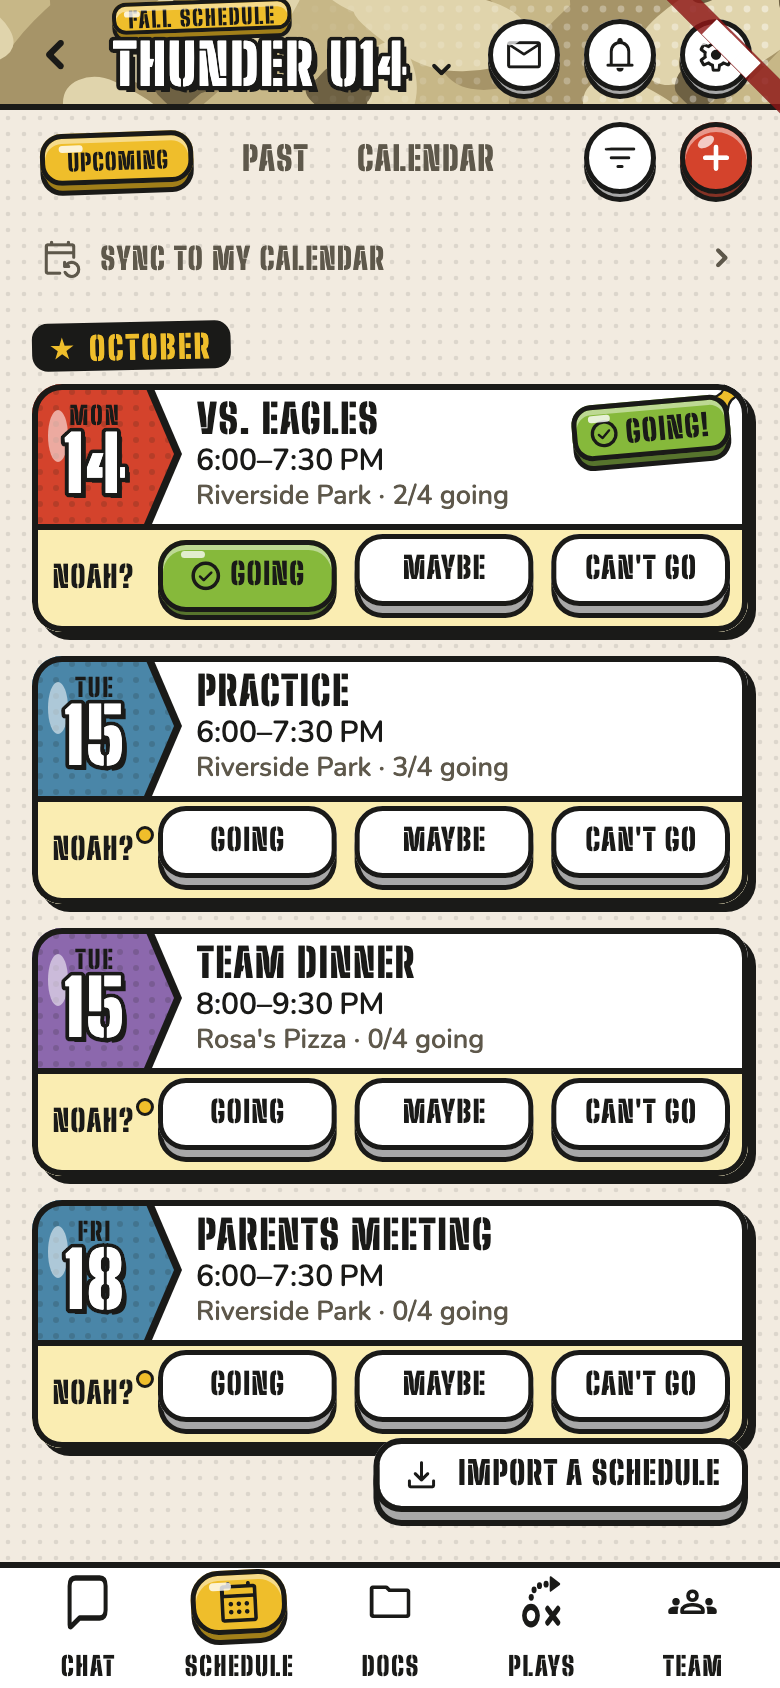 FALL SCHEDULE
THUNDER U14
UPCOMING
PAST
CALENDAR
SYNC TO MY CALENDAR
★ OCTOBER
MON
14
VS. EAGLES
6:00–7:30 PM
Riverside Park · 2/4 going
GOING!
NOAH?
GOING
MAYBE
CAN'T GO
TUE
15
PRACTICE
6:00–7:30 PM
Riverside Park · 3/4 going
NOAH?
GOING
MAYBE
CAN'T GO
TUE
15
TEAM DINNER
8:00–9:30 PM
Rosa's Pizza · 0/4 going
NOAH?
GOING
MAYBE
CAN'T GO
FRI
18
PARENTS MEETING
6:00–7:30 PM
Riverside Park · 0/4 going
NOAH?
GOING
MAYBE
CAN'T GO
IMPORT A SCHEDULE
CHAT
SCHEDULE
DOCS
PLAYS
TEAM